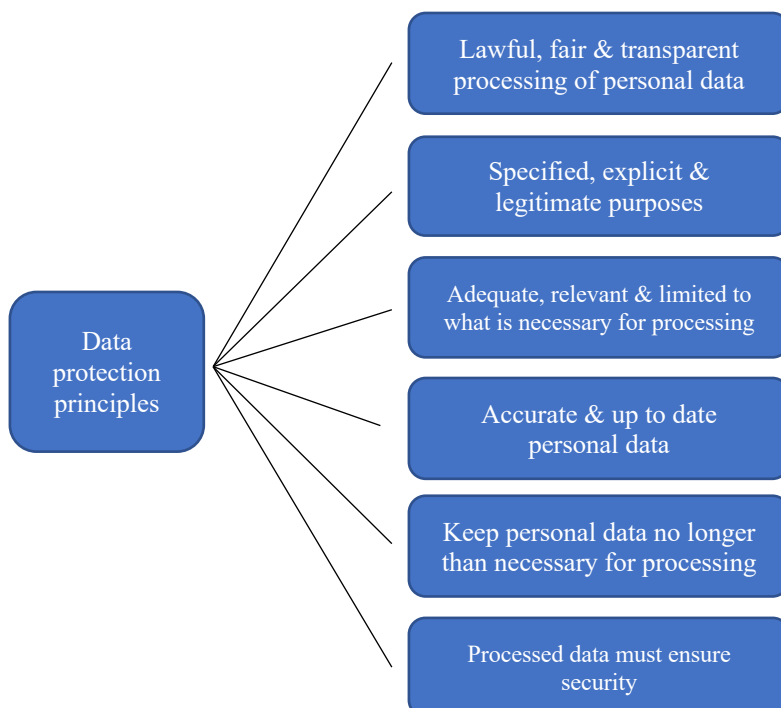 Lawful, fair & transparent
processing of personal data
Specified, explicit &
legitimate purposes
Adequate, relevant & limited to
what is necessary for processing
Data
protection
principles
Accurate & up to date
personal data
Keep personal data no longer
than necessary for processing
Processed data must ensure
security